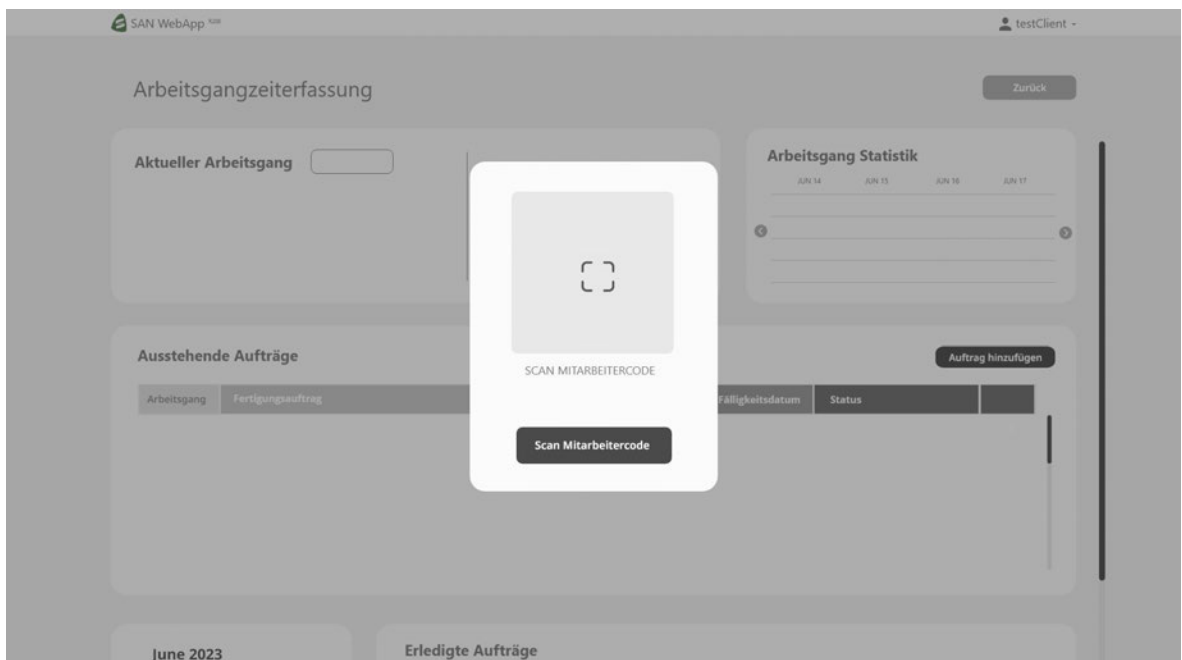 SAN WebApp
testClient
Arbeitsgangzeiterfassung
Zurück
Aktueller Arbeitsgang
Arbeitsgang Statistik
JUN 14 JUN 15 JUN 16 JUN 17
SCAN MITARBEITERCODE
Scan Mitarbeitercode
Ausstehende Aufträge
Auftrag hinzufügen
Arbeitsgang Fertigungsauftrag Fälligkeitsdatum Status
June 2023
Erledigte Aufträge